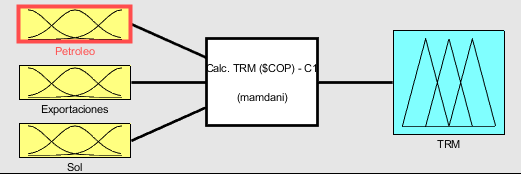 Petroleo
Exportaciones
Sol
Calc. TRM ($COP) - C1
(mamdani)
TRM